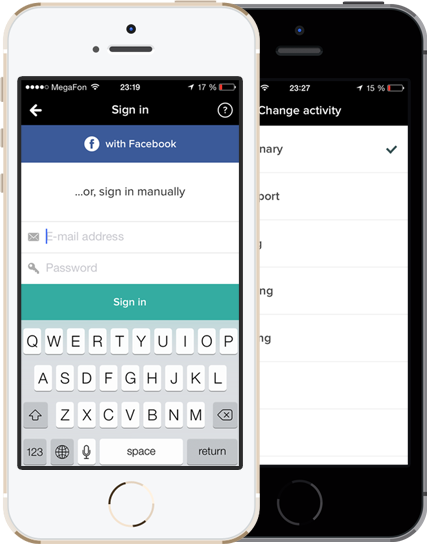 MegaFon 23:19 17 %
Sign in ?
f with Facebook
...or, sign in manually
E-mail address
Password
Sign in
Q W E R T Y U I O P
A S D F G H J K L
Z X C V B N M
123 space return
23:27 15 %
Change activity
nary
port
g
ng
ng